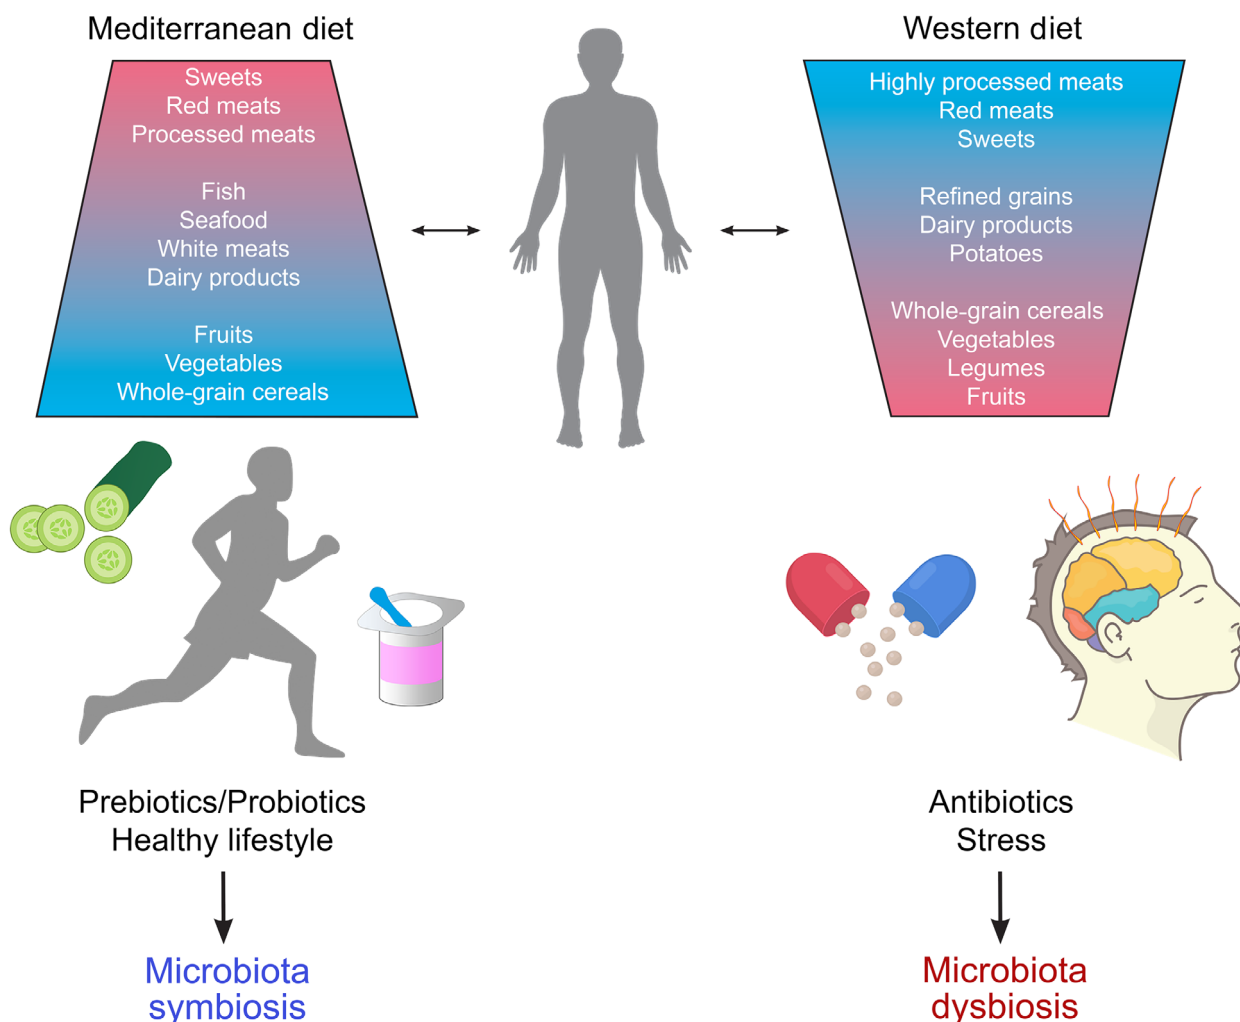 Mediterranean diet
Sweets
Red meats
Processed meats
Fish
Seafood
White meats
Dairy products
Fruits
Vegetables
Whole-grain cereals
Western diet
Highly processed meats
Red meats
Sweets
Refined grains
Dairy products
Potatoes
Whole-grain cereals
Vegetables
Legumes
Fruits
Prebiotics/Probiotics
Healthy lifestyle
Microbiota
symbiosis
Antibiotics
Stress
Microbiota
dysbiosis